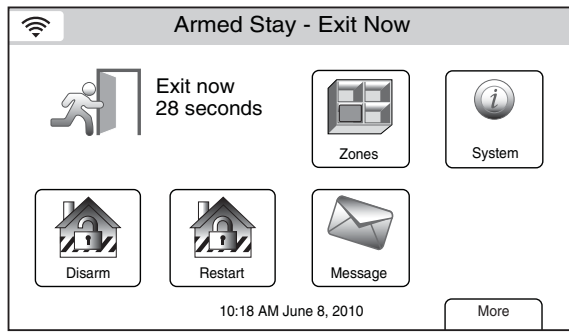 Armed Stay - Exit Now
Exit now
28 seconds
Zones
System
Disarm
Restart
Message
10:18 AM June 8, 2010
More